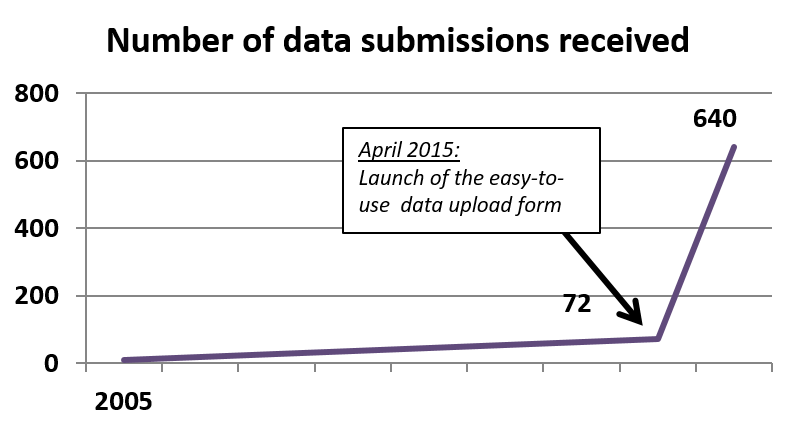 Number of data submissions received
800
600
400
200
0
April 2015:
Launch of the easy-to-
use  data upload form
640
72
2005